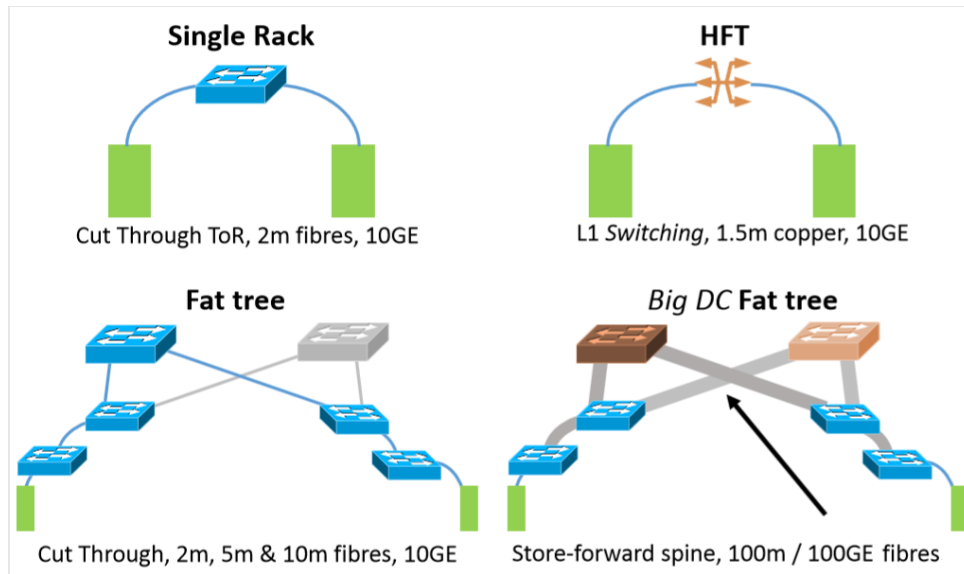 Single Rack
HFT
Cut Through ToR, 2m fibres, 10GE
L1 Switching, 1.5m copper, 10GE
Fat tree
Big DC Fat tree
Cut Through, 2m, 5m & 10m fibres, 10GE
Store-forward spine, 100m / 100GE fibres